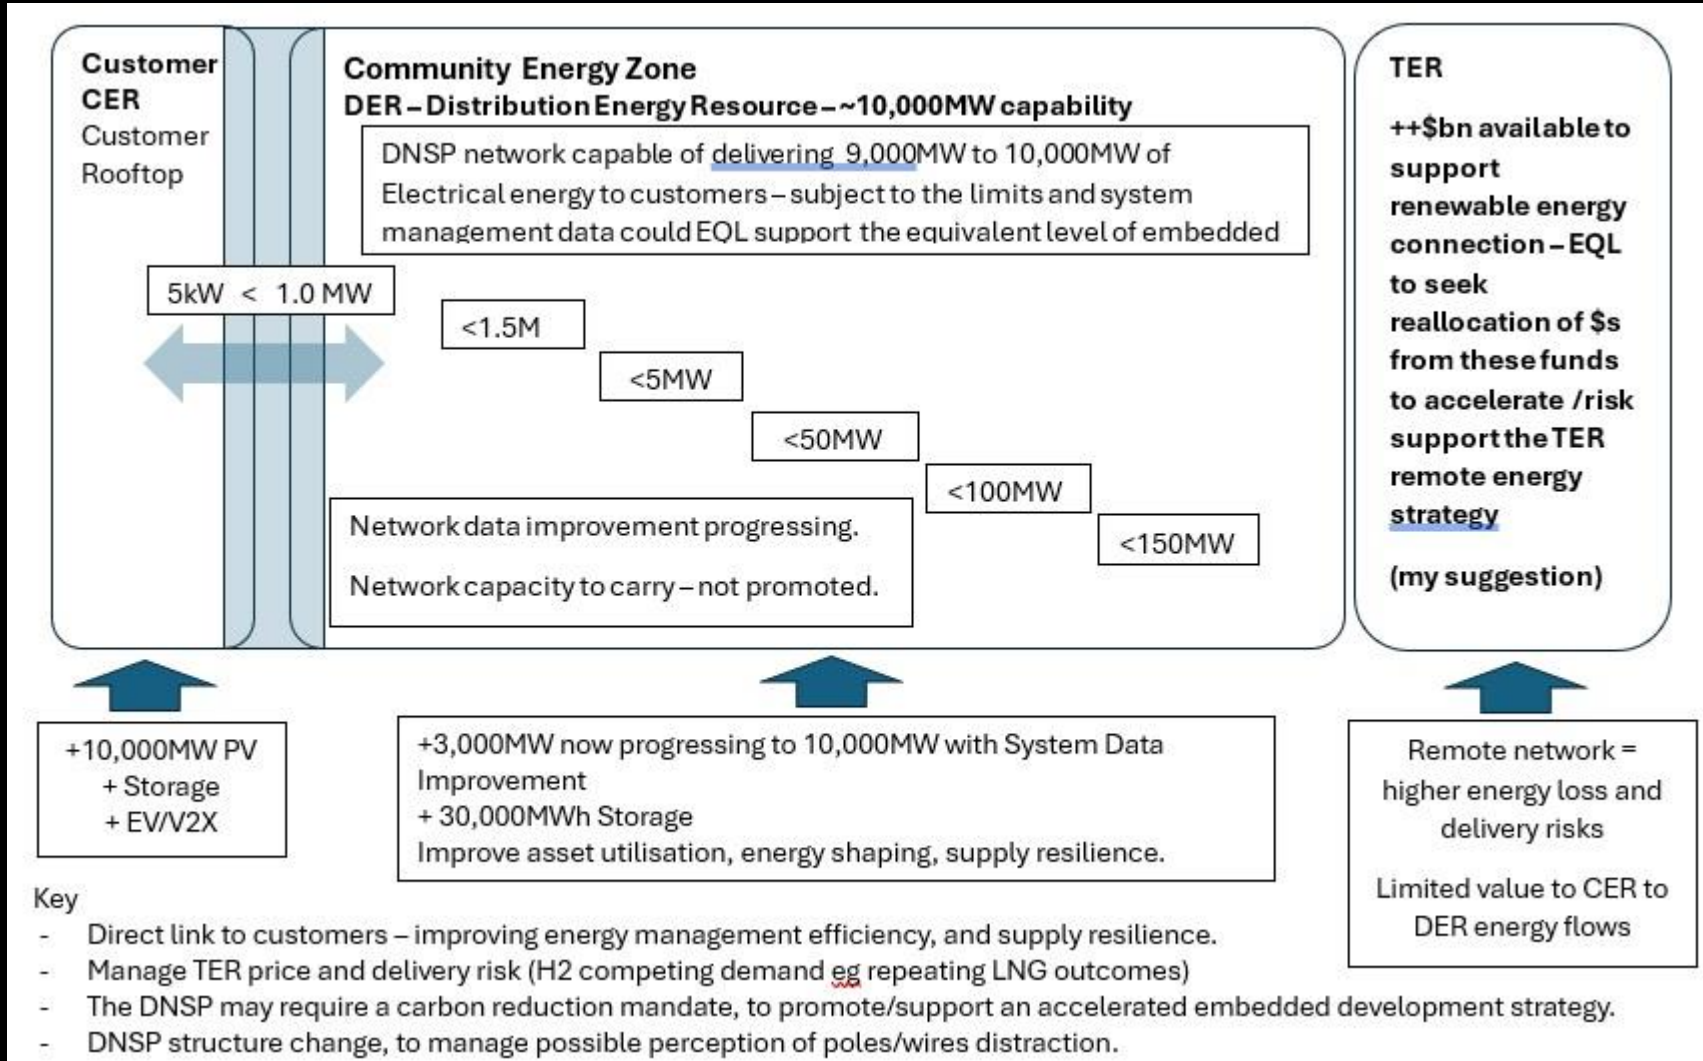 Customer
CER
Customer
Rooftop
Community Energy Zone
DER – Distribution Energy Resource – ~10,000MW capability
DNSP network capable of delivering 9,000MW to 10,000MW of
Electrical energy to customers – subject to the limits and system
management data could EQL support the equivalent level of embedded
5kW < 1.0 MW
<1.5M
<5MW
<50MW
<100MW
<150MW
Network data improvement progressing.
Network capacity to carry – not promoted.
TER
++$bn available to
support
renewable energy
connection – EQL
to seek
reallocation of $s
from these funds
to accelerate /risk
support the TER
remote energy
strategy
(my suggestion)
+10,000MW PV
+ Storage
+ EV/V2X
+3,000MW now progressing to 10,000MW with System Data
Improvement
+ 30,000MWh Storage
Improve asset utilisation, energy shaping, supply resilience.
Remote network =
higher energy loss and
delivery risks
Limited value to CER to
DER energy flows
Key
- Direct link to customers – improving energy management efficiency, and supply resilience.
- Manage TER price and delivery risk (H2 competing demand eg repeating LNG outcomes)
- The DNSP may require a carbon reduction mandate, to promote/support an accelerated embedded development strategy.
- DNSP structure change, to manage possible perception of poles/wires distraction.